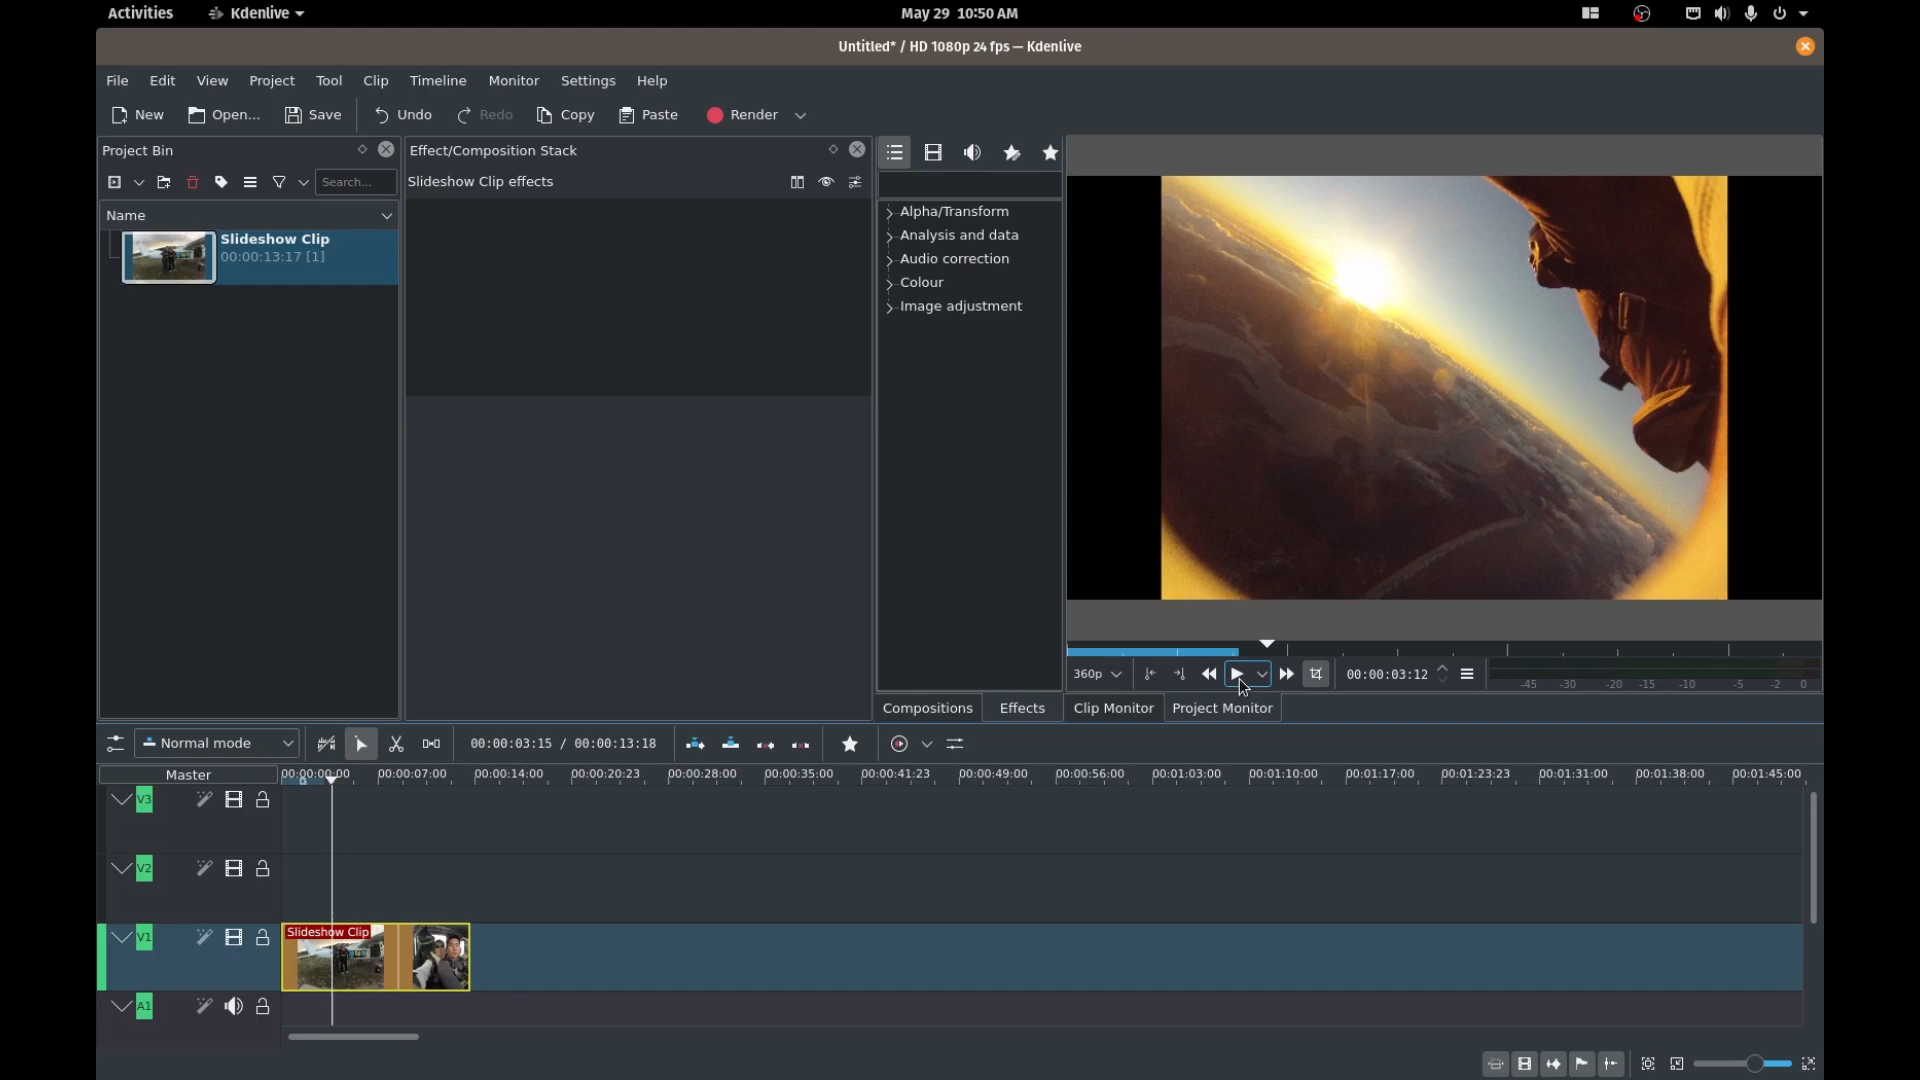 Activities Kdenlive May 29 10:50 AM
Untitled* / HD 1080p 24 fps — Kdenlive
File Edit View Project Tool Clip Timeline Monitor Settings Help
New Open... Save Undo Redo Copy Paste Render
Project Bin
Search...
Name
Slideshow Clip
00:00:13:17 [1]
Effect/Composition Stack
Slideshow Clip effects
Alpha/Transform
Analysis and data
Audio correction
Colour
Image adjustment
360p 00:00:03:12 -45 -30 -20 -15 -10 -5 -2 0
Compositions Effects Clip Monitor Project Monitor
Normal mode 00:00:03:15 / 00:00:13:18
Master 00:00:00:00 00:00:07:00 00:00:14:00 00:00:20:23 00:00:28:00 00:00:35:00 00:00:41:23 00:00:49:00 00:00:56:00 00:01:03:00 00:01:10:00 00:01:17:00 00:01:23:23 00:01:31:00 00:01:38:00 00:01:45:00
V3
V2
V1 Slideshow Clip
A1